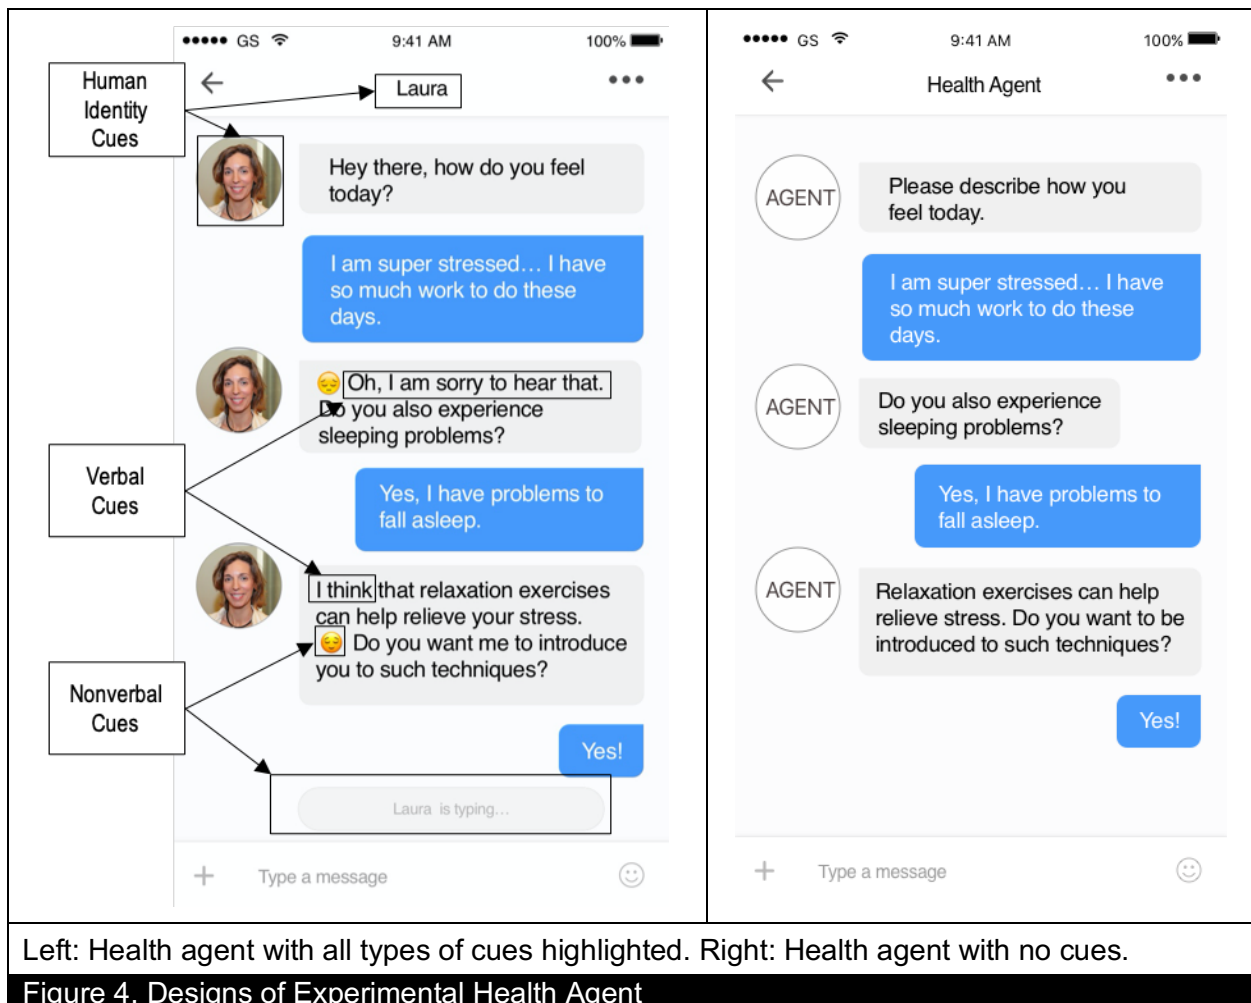 GS
9:41 AM
100%
Human
Identity
Cues
Laura
Hey there, how do you feel
today?
I am super stressed… I have
so much work to do these
days.
Oh, I am sorry to hear that.
Do you also experience
sleeping problems?
Verbal
Cues
Yes, I have problems to
fall asleep.
I think that relaxation exercises
can help relieve your stress.
Do you want me to introduce
you to such techniques?
Nonverbal
Cues
Yes!
Laura is typing…
Type a message
GS
9:41 AM
100%
Health Agent
AGENT
Please describe how you
feel today.
I am super stressed… I have
so much work to do these
days.
AGENT
Do you also experience
sleeping problems?
Yes, I have problems to
fall asleep.
AGENT
Relaxation exercises can help
relieve stress. Do you want to be
introduced to such techniques?
Yes!
Type a message
Left: Health agent with all types of cues highlighted. Right: Health agent with no cues.
Figure 4. Designs of Experimental Health Agent